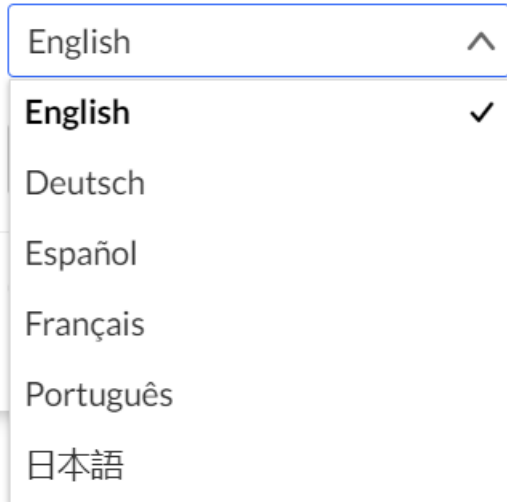 English
English
Deutsch
Español
Français
Português
日本語